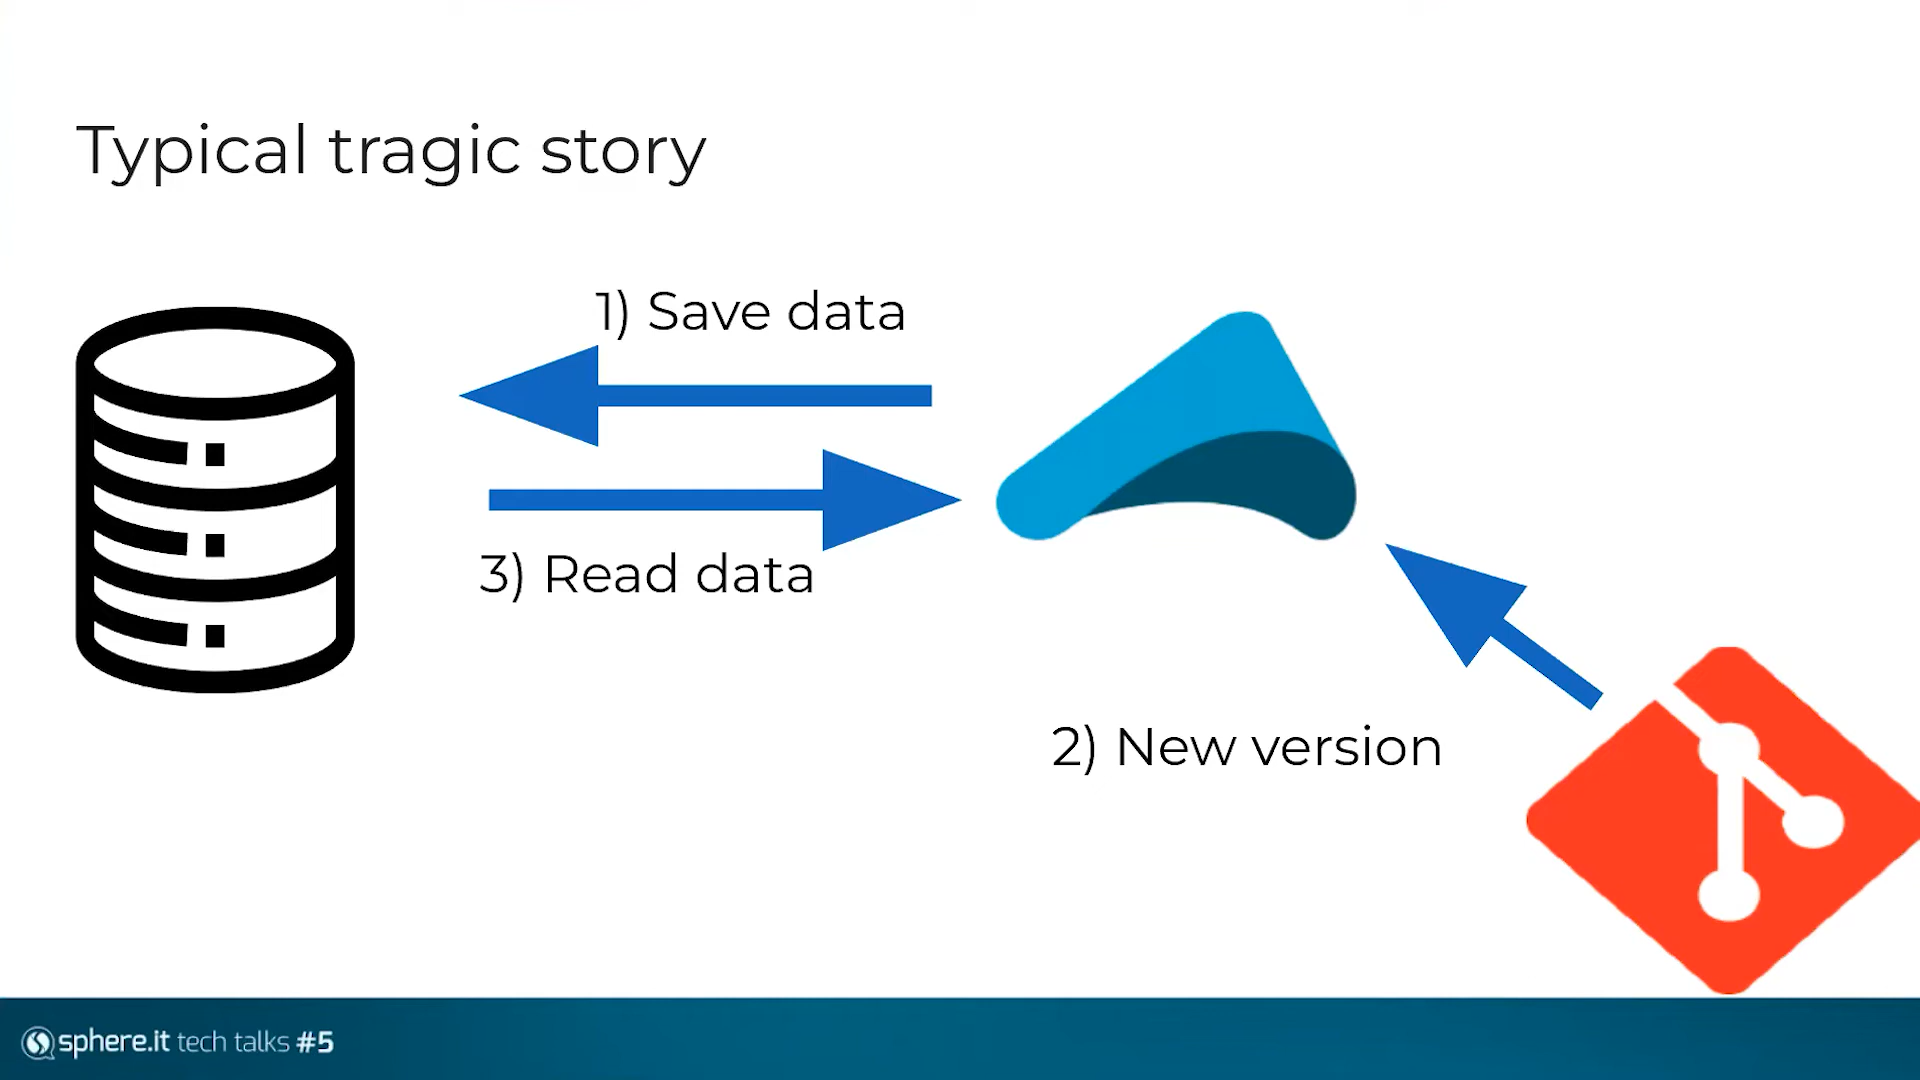 Typical tragic story
1) Save data
3) Read data
2) New version
sphere.it tech talks #5